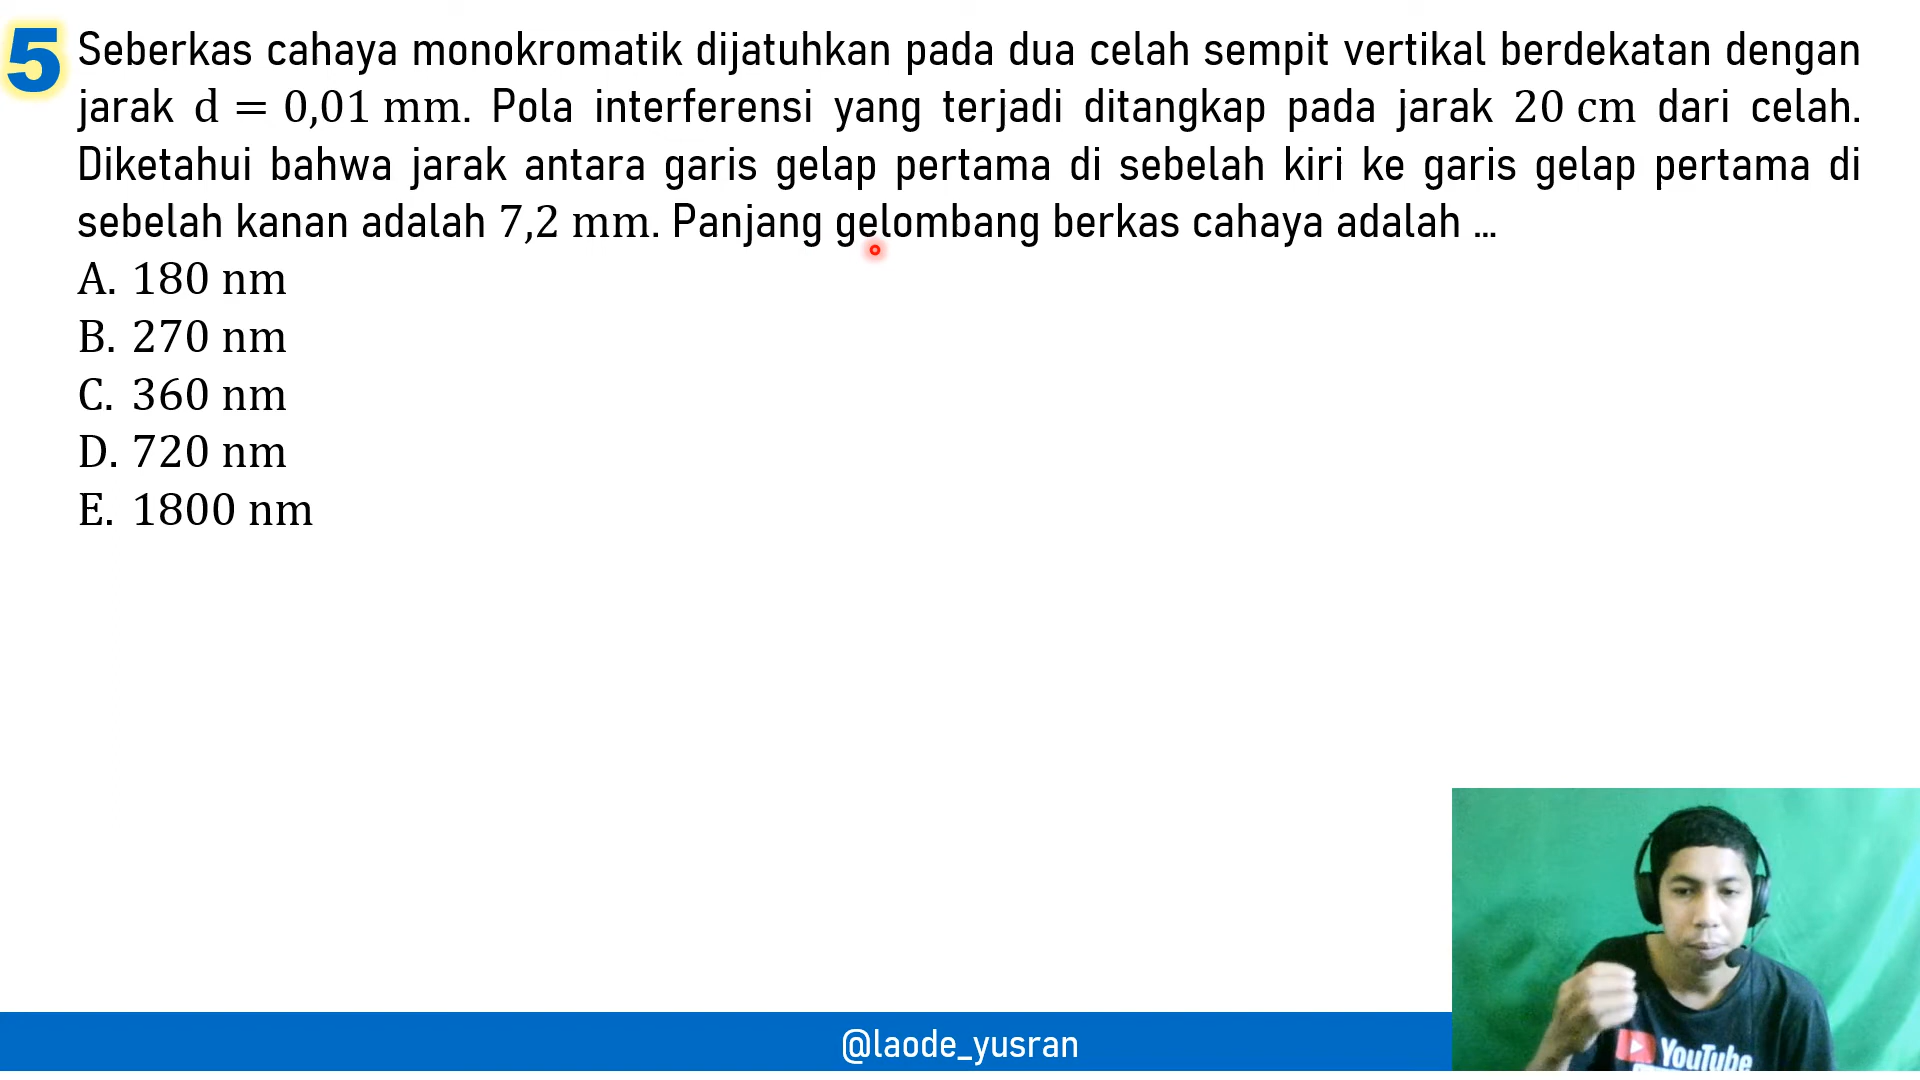 5 Seberkas cahaya monokromatik dijatuhkan pada dua celah sempit vertikal berdekatan dengan
jarak d = 0,01 mm. Pola interferensi yang terjadi ditangkap pada jarak 20 cm dari celah.
Diketahui bahwa jarak antara garis gelap pertama di sebelah kiri ke garis gelap pertama di
sebelah kanan adalah 7,2 mm. Panjang gelombang berkas cahaya adalah ...
A. 180 nm
B. 270 nm
C. 360 nm
D. 720 nm
E. 1800 nm
@laode_yusran
YouTube